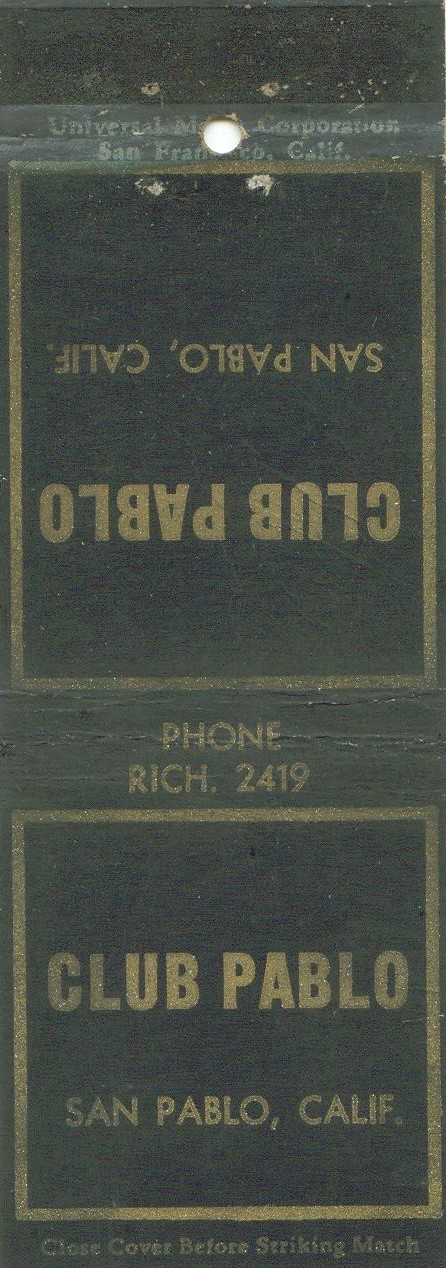 Universal Match Corporation
San Francisco, Calif.
SAN PABLO, CALIF.
CLUB PABLO
PHONE
RICH. 2419
CLUB PABLO
SAN PABLO, CALIF.
Close Cover Before Striking Match